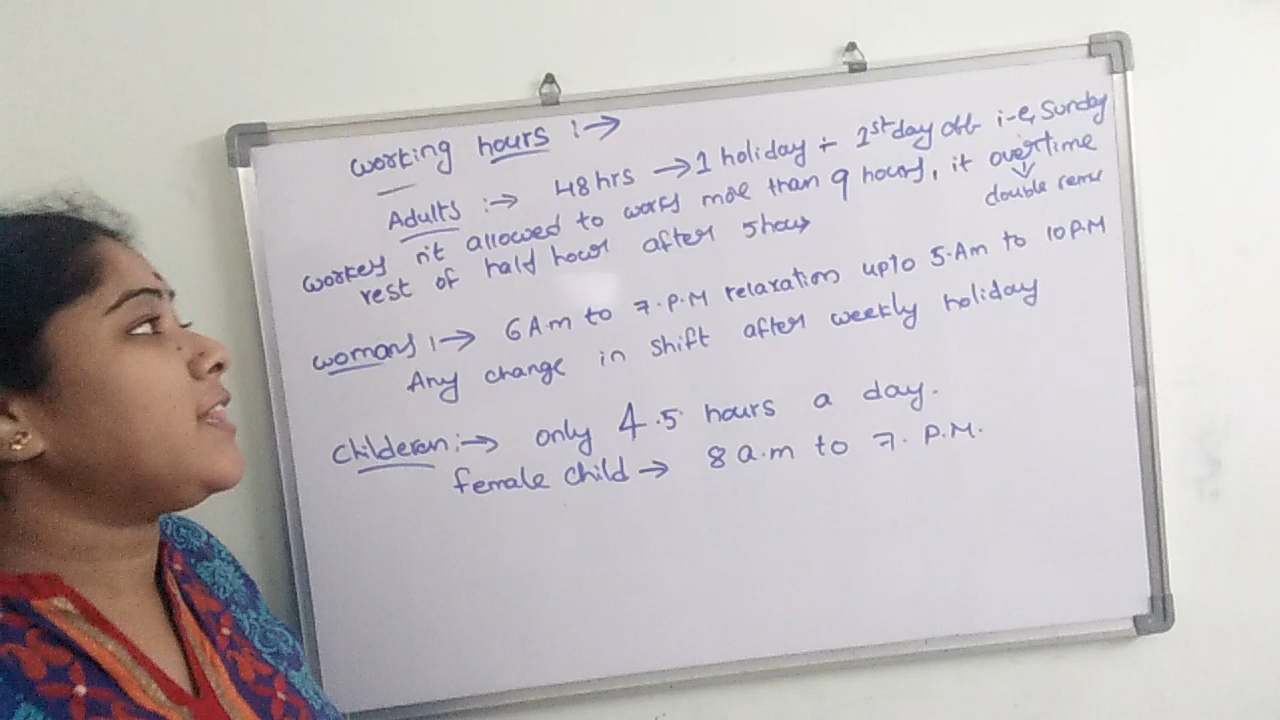 working hours :→
Adults :→ 48 hrs → 1 holiday ÷ 1st day off i-e, Sunday
workers n't allowed to work more than 9 hours, it overtime
double
rest of half hour after 5 hours
womans :→ 6 A.m to 7.P.M relaxation upto 5.Am to 10 P.M
Any change in shift after weekly holiday
childeren :→ only 4.5 hours a day.
female child → 8 a.m to 7. P.M.